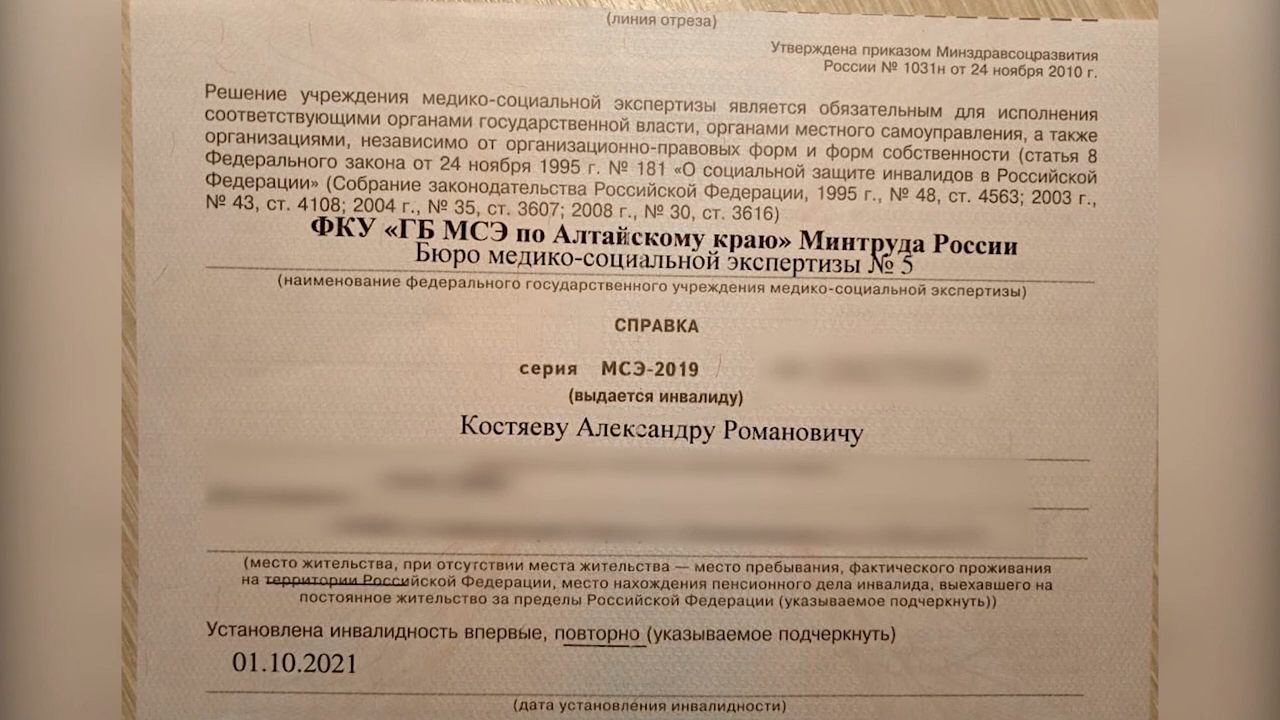 (линия отреза)
Утверждена приказом Минздравсоцразвития
России № 1031н от 24 ноября 2010 г.
Решение учреждения медико-социальной экспертизы является обязательным для исполнения
соответствующими органами государственной власти, органами местного самоуправления, а также
организациями, независимо от организационно-правовых форм и форм собственности (статья 8
Федерального закона от 24 ноября 1995 г. № 181 «О социальной защите инвалидов в Российской
Федерации» (Собрание законодательства Российской Федерации, 1995 г., № 48, ст. 4563; 2003 г.,
№ 43, ст. 4108; 2004 г., № 35, ст. 3607; 2008 г., № 30, ст. 3616)
ФКУ «ГБ МСЭ по Алтайскому краю» Минтруда России
Бюро медико-социальной экспертизы № 5
(наименование федерального государственного учреждения медико-социальной экспертизы)
СПРАВКА
серия МСЭ-2019
(выдается инвалиду)
Костяеву Александру Романовичу
(место жительства, при отсутствии места жительства — место пребывания, фактического проживания
на территории Российской Федерации, место нахождения пенсионного дела инвалида, выехавшего на
постоянное жительство за пределы Российской Федерации (указываемое подчеркнуть))
Установлена инвалидность впервые, повторно (указываемое подчеркнуть)
01.10.2021
(дата установления инвалидности)